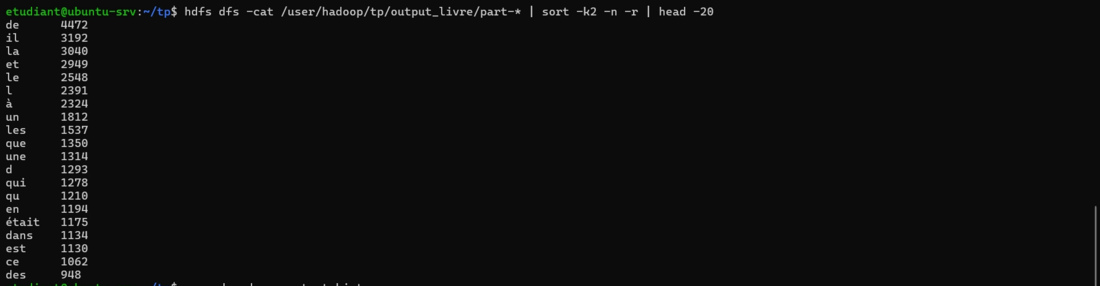 etudiant@ubuntu-srv:~/tp$ hdfs dfs -cat /user/hadoop/tp/output_livre/part-* | sort -k2 -n -r | head -20
de 4472
il 3192
la 3040
et 2949
le 2548
l 2391
à 2324
un 1812
les 1537
que 1350
une 1314
d 1293
qui 1278
qu 1210
en 1194
était 1175
dans 1134
est 1130
ce 1062
des 948